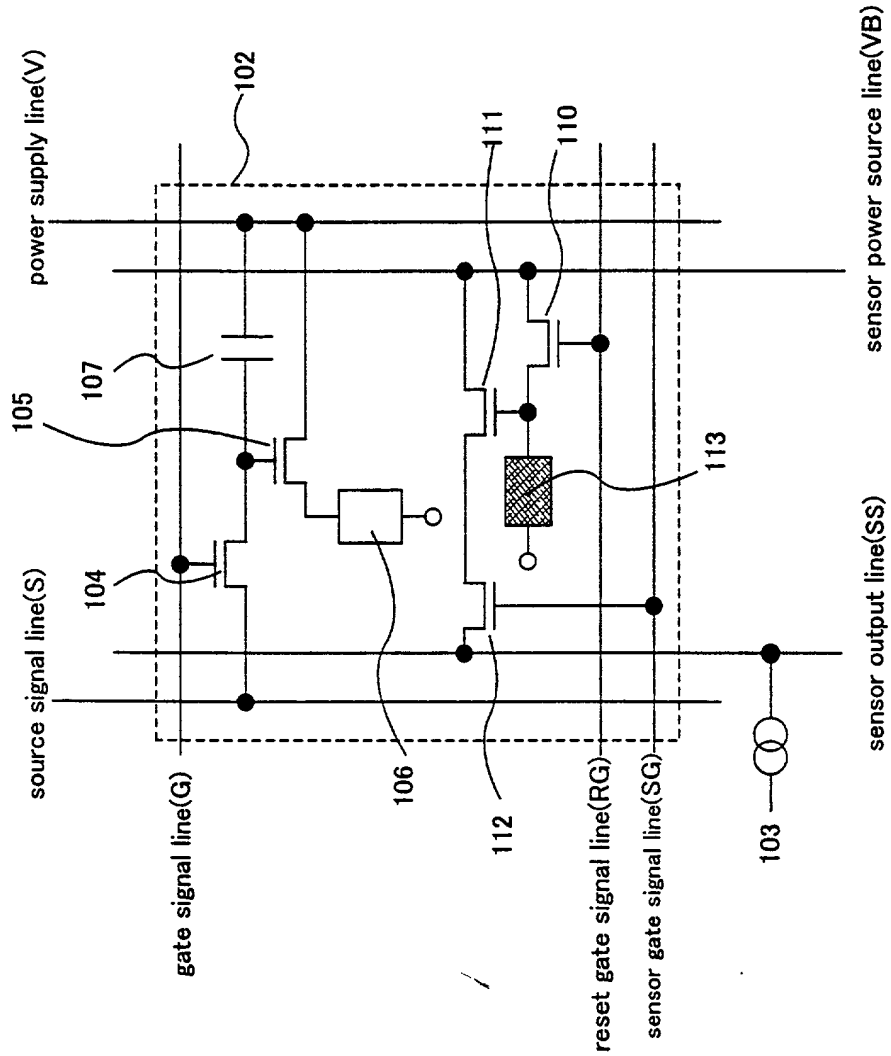 source signal line(S)
power supply line(V)
102
gate signal line(G)
107
105
104
111
110
106
112
113
reset gate signal line(RG)
sensor gate signal line(SG)
103
sensor output line(SS)
sensor power source line(VB)